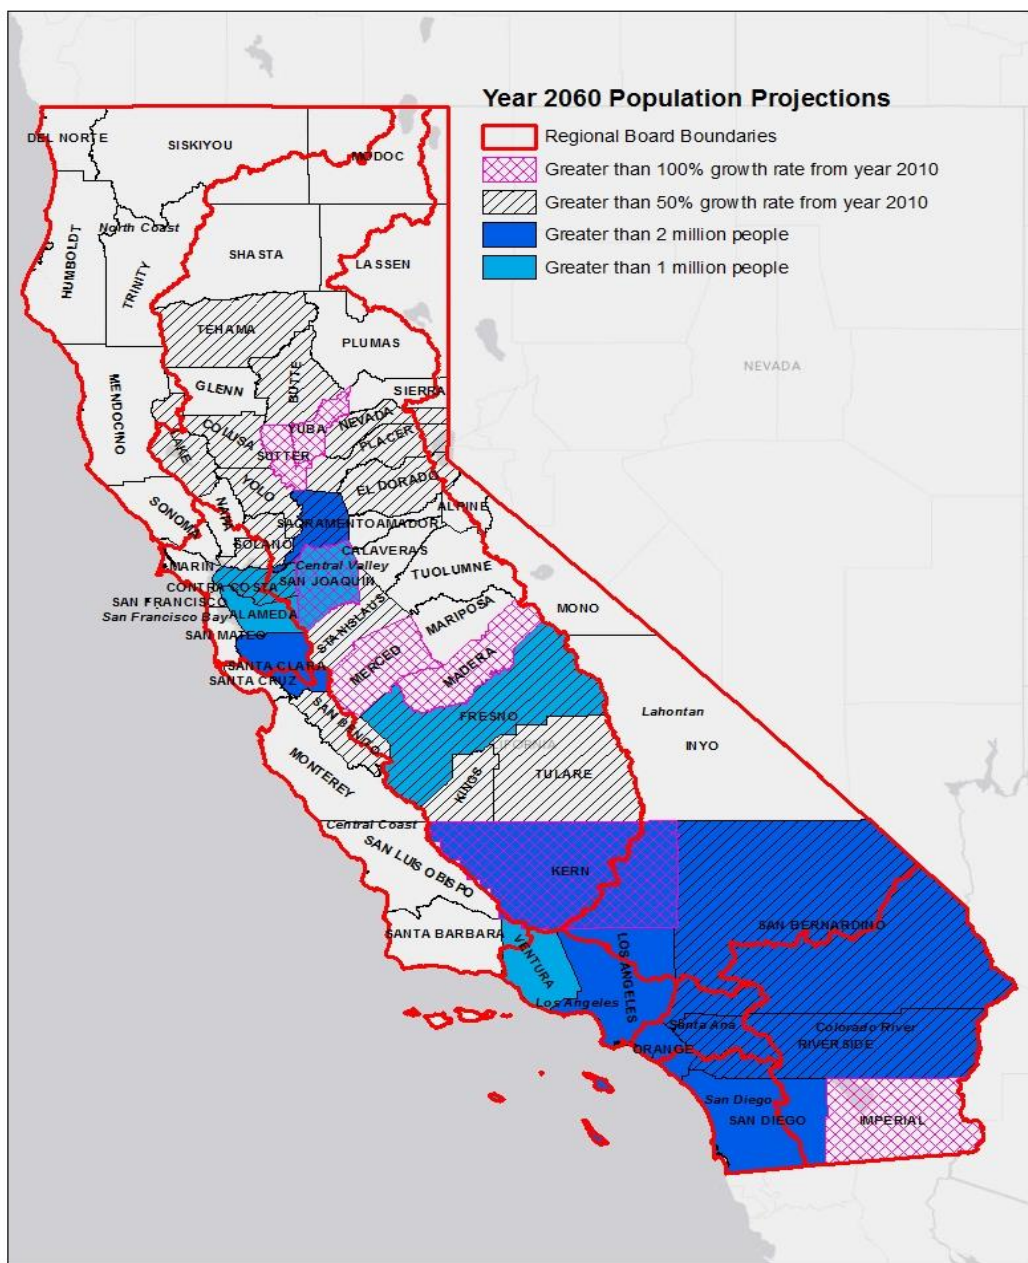 Year 2060 Population Projections
Regional Board Boundaries
Greater than 100% growth rate from year 2010
Greater than 50% growth rate from year 2010
Greater than 2 million people
Greater than 1 million people
DEL NORTE
SISKIYOU
MODOC
North Coast
HUMBOLDT
TRINITY
SHASTA
LASSEN
TEHAMA
PLUMAS
NEVADA
MENDOCINO
GLENN
BUTTE
SIERRA
COLUSA
YUBA
NEVADA
LAKE
SUTTER
PLACER
YOLO
EL DORADO
SONOMA
NAPA
SACRAMENTO
AMADOR
ALPINE
SOLANO
CALAVERAS
MARIN
Central Valley
TUOLUMNE
CONTRA COSTA
SAN JOAQUIN
SAN FRANCISCO
MONO
San Francisco Bay
ALAMEDA
STANISLAUS
MARIPOSA
SAN MATEO
MERCED
MADERA
SANTA CLARA
SANTA CRUZ
SAN BENITO
FRESNO
Lahontan
INYO
MONTEREY
KINGS
TULARE
Central Coast
SAN LUIS OBISPO
KERN
SAN BERNARDINO
SANTA BARBARA
VENTURA
LOS ANGELES
Los Angeles
Santa Ana
Colorado River
RIVERSIDE
ORANGE
San Diego
SAN DIEGO
IMPERIAL